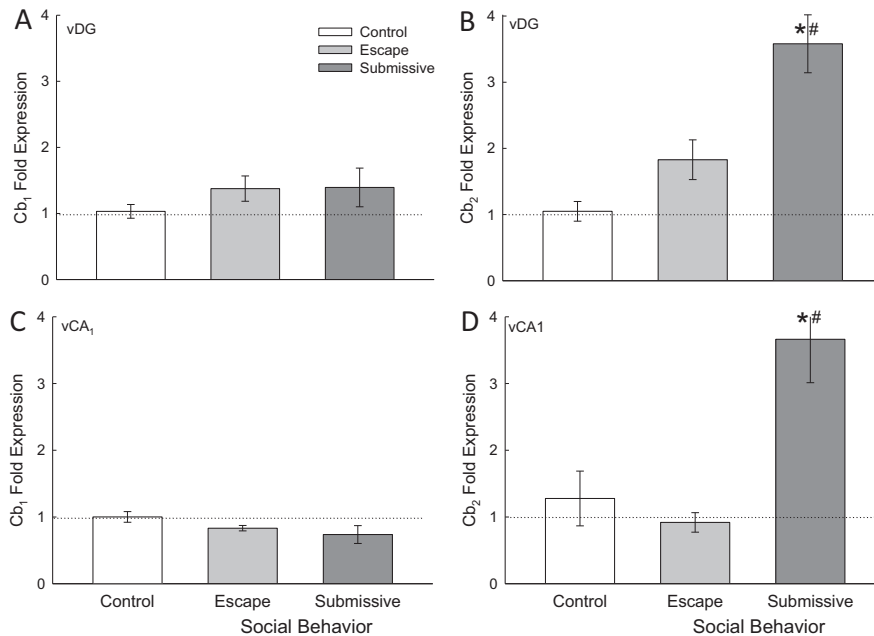 A
vDG
Control
Escape
Submissive
Cb₁ Fold Expression
4
3
2
1
0
B
vDG
*#
Cb₂ Fold Expression
4
3
2
1
0
C
vCA₁
Cb₁ Fold Expression
4
3
2
1
0
Control
Escape
Submissive
Social Behavior
D
vCA1
*#
Cb₂ Fold Expression
4
3
2
1
0
Control
Escape
Submissive
Social Behavior